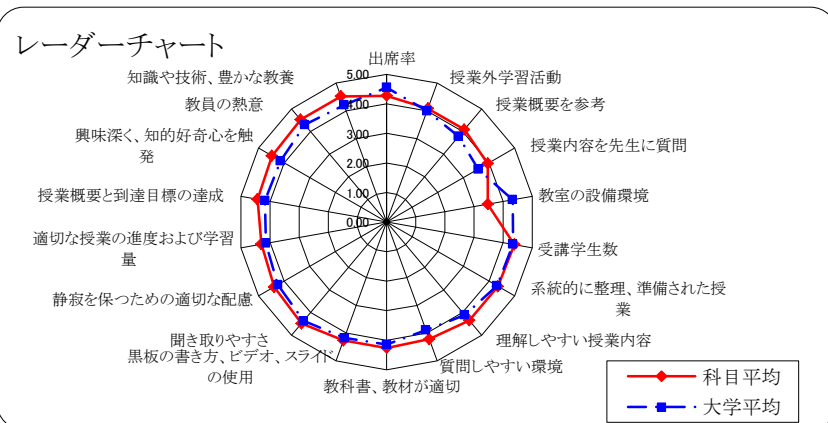 レーダーチャート
出席率
授業外学習活動
授業概要を参考
授業内容を先生に質問
教室の設備環境
受講学生数
系統的に整理、準備された授
業
理解しやすい授業内容
質問しやすい環境
教科書、教材が適切
黒板の書き方、ビデオ、スライド
の使用
聞き取りやすさ
静寂を保つための適切な配慮
適切な授業の進度および学習
量
授業概要と到達目標の達成
興味深く、知的好奇心を触
発
教員の熱意
知識や技術、豊かな教養
5.00
4.00
3.00
2.00
1.00
0.00
科目平均
大学平均